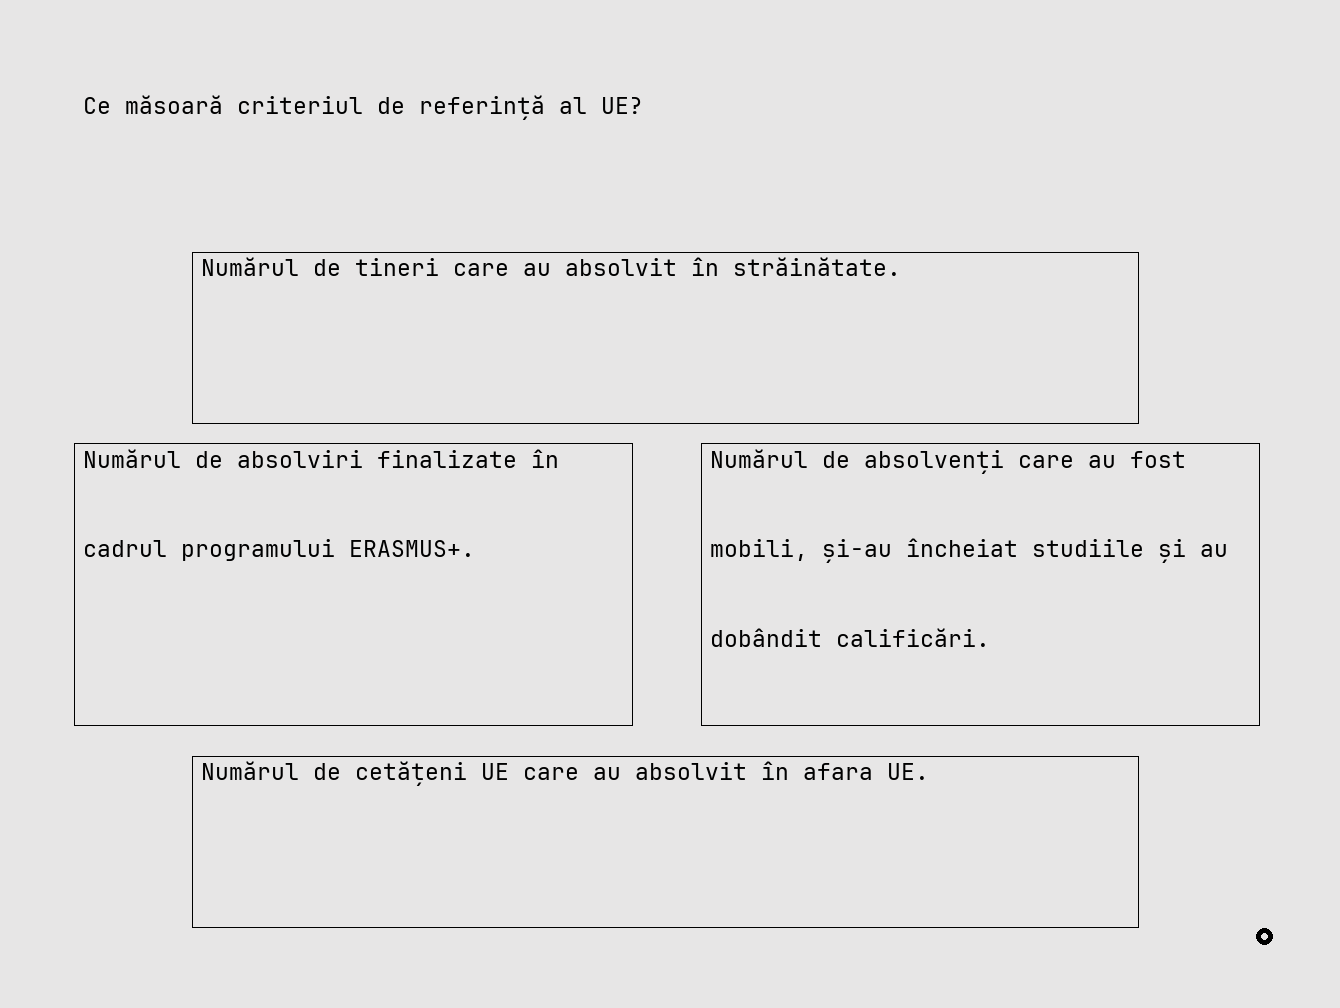 Ce măsoară criteriul de referință al UE?
Numărul de tineri care au absolvit în străinătate.
Numărul de absolviri finalizate în
cadrul programului ERASMUS+.
Numărul de absolvenți care au fost
mobili, și-au încheiat studiile și au
dobândit calificări.
Numărul de cetățeni UE care au absolvit în afara UE.